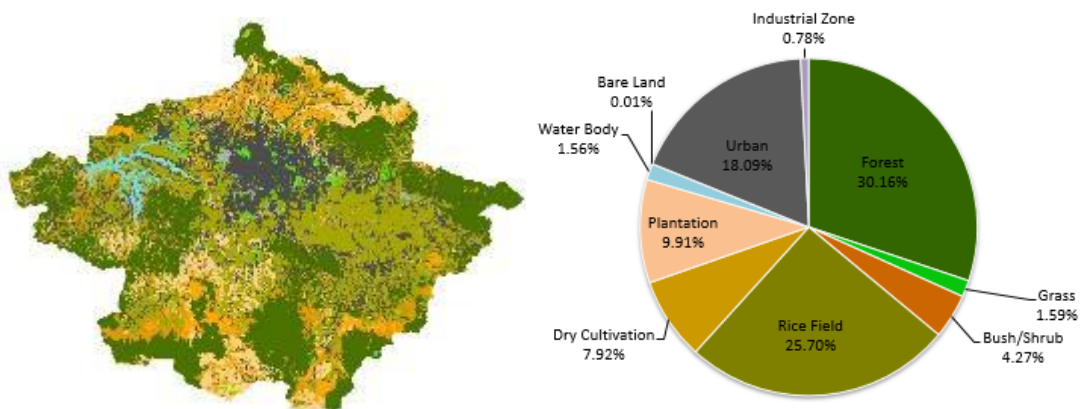 Industrial Zone
0.78%
Bare Land
0.01%
Water Body
1.56%
Urban
18.09%
Forest
30.16%
Plantation
9.91%
Grass
1.59%
Bush/Shrub
4.27%
Rice Field
25.70%
Dry Cultivation
7.92%